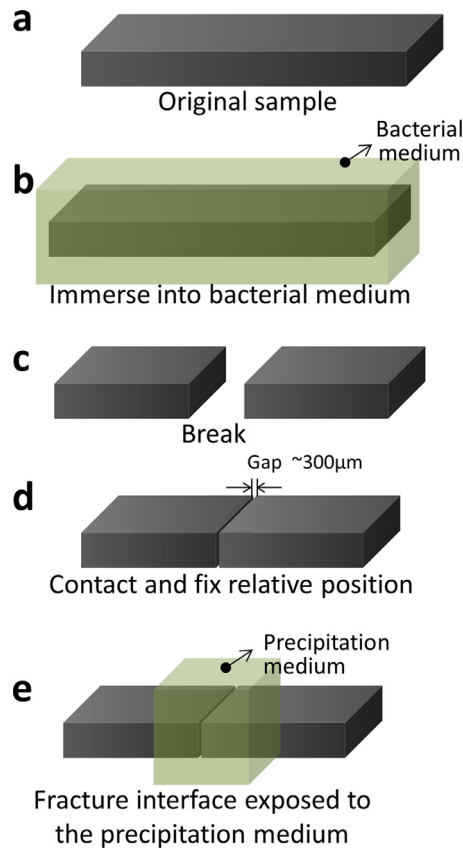 a
Original sample
Bacterial
medium
b
Immerse into bacterial medium
c
Break
Gap ~300µm
d
Contact and fix relative position
Precipitation
medium
e
Fracture interface exposed to
the precipitation medium